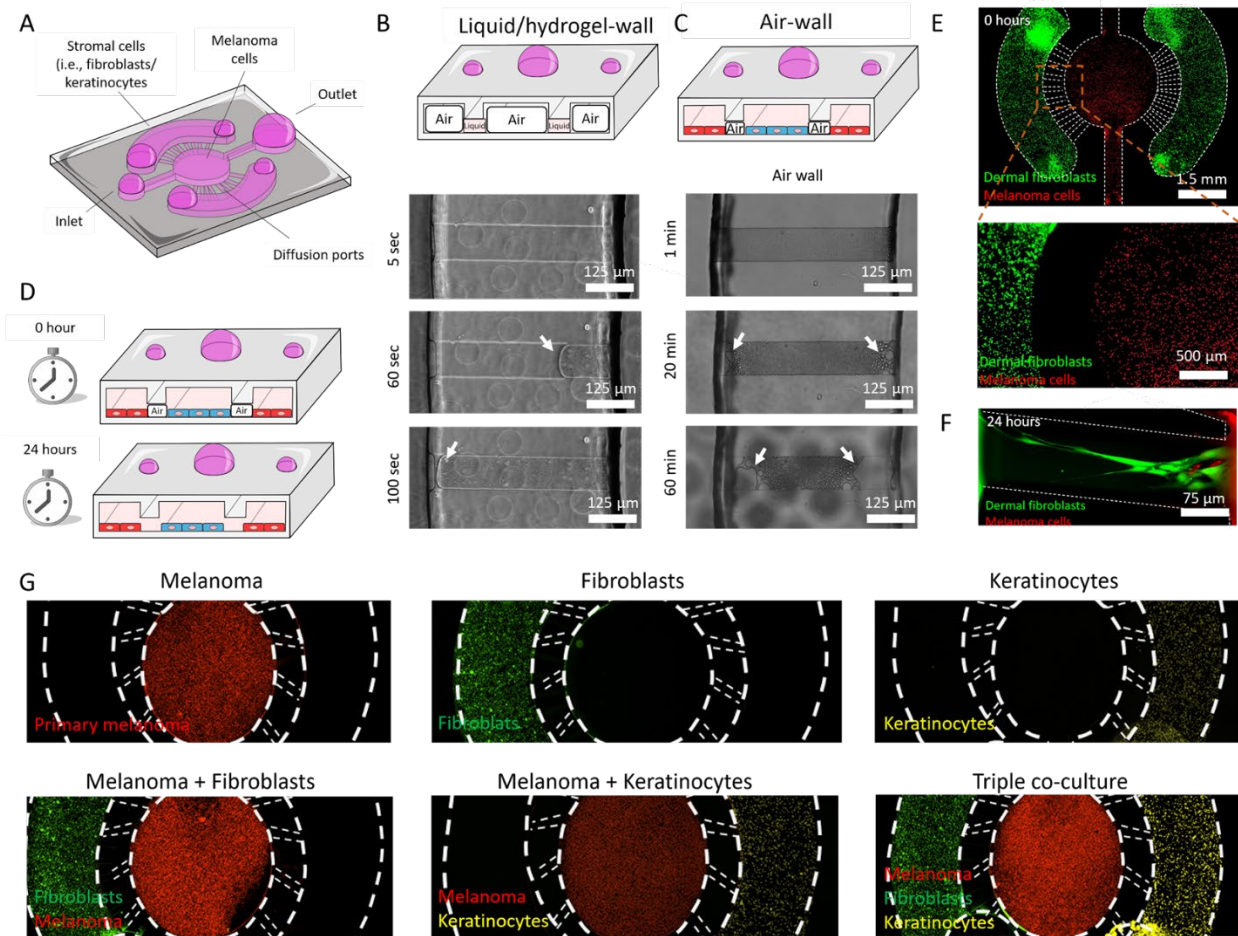 A
Stromal cells
(i.e., fibroblasts/
keratinocytes
Melanoma
cells
Outlet
Inlet
Diffusion ports
B
Liquid/hydrogel-wall
Air
Liquid
Air
Liquid
Air
5 sec
125 µm
60 sec
125 µm
100 sec
125 µm
C
Air-wall
Air
Air
Air wall
1 min
125 µm
20 min
125 µm
60 min
125 µm
D
0 hour
Air
Air
24 hours
E
0 hours
Dermal fibroblasts
Melanoma cells
1.5 mm
Dermal fibroblasts
Melanoma cells
500 µm
F
24 hours
Dermal fibroblasts
Melanoma cells
75 µm
G
Melanoma
Primary melanoma
Fibroblasts
Fibroblats
Keratinocytes
Keratinocytes
Melanoma + Fibroblasts
Fibroblasts
Melanoma
Melanoma + Keratinocytes
Melanoma
Keratinocytes
Triple co-culture
Melanoma
Fibroblasts
Keratinocytes